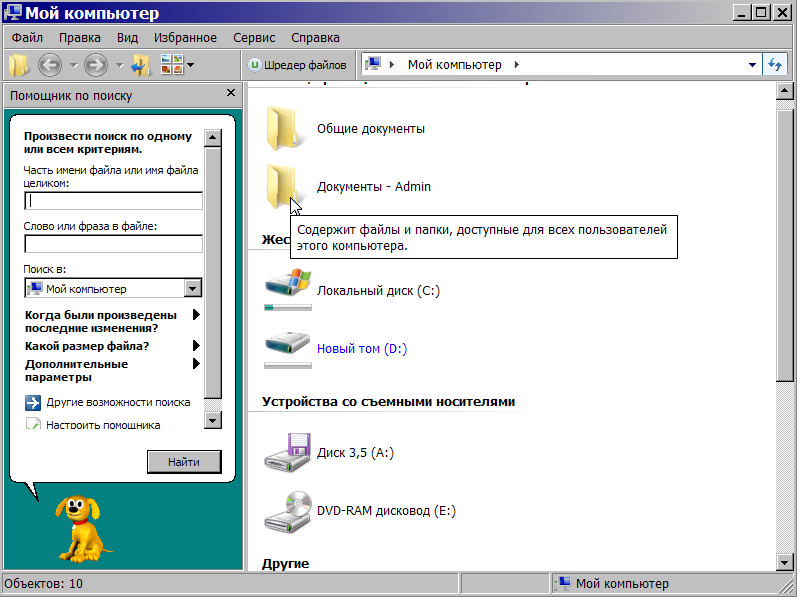 Мой компьютер
Файл Правка Вид Избранное Сервис Справка
Шредер файлов
Мой компьютер
Помощник по поиску
Произвести поиск по одному
или всем критериям.
Часть имени файла или имя файла
целиком:
Слово или фраза в файле:
Поиск в:
Мой компьютер
Когда были произведены
последние изменения?
Какой размер файла?
Дополнительные
параметры
Другие возможности поиска
Настроить помощника
Найти
Общие документы
Документы - Admin
Содержит файлы и папки, доступные для всех пользователей
этого компьютера.
Локальный диск (C:)
Новый том (D:)
Устройства со съемными носителями
Диск 3,5 (A:)
DVD-RAM дисковод (E:)
Другие
Объектов: 10
Мой компьютер